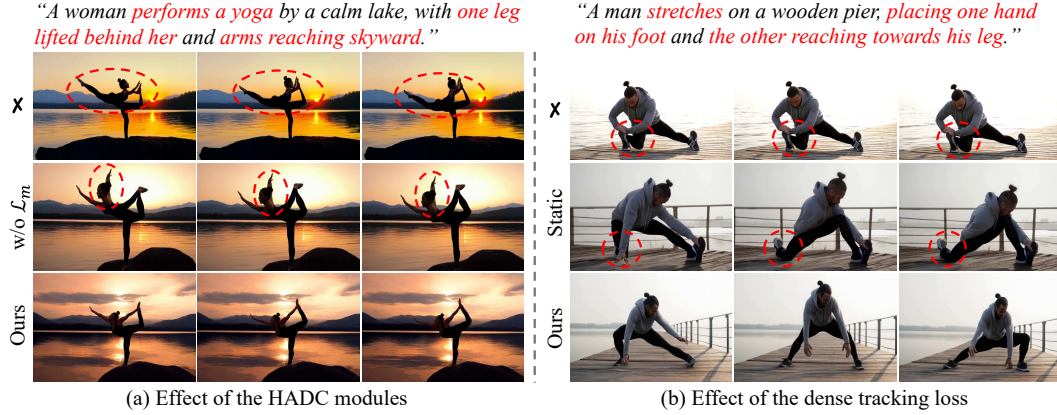 “A woman performs a yoga by a calm lake, with one leg
lifted behind her and arms reaching skyward.”
✗
w/o ℒm
Ours
(a) Effect of the HADC modules
“A man stretches on a wooden pier, placing one hand
on his foot and the other reaching towards his leg.”
✗
Static
Ours
(b) Effect of the dense tracking loss